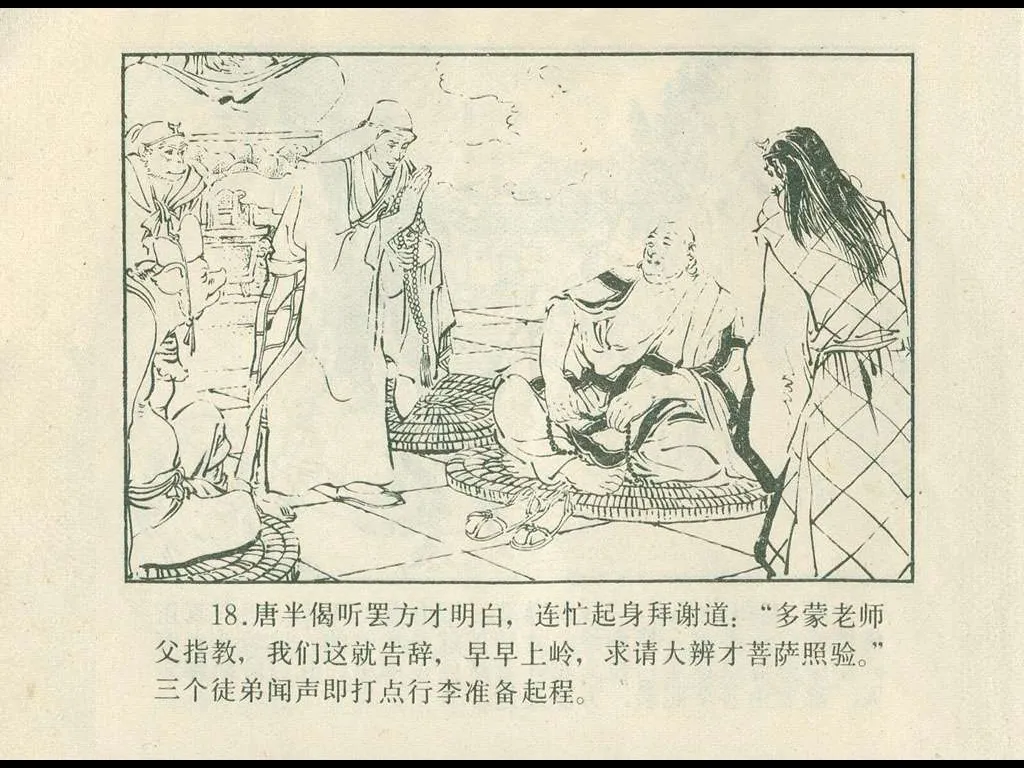 18.唐半偈听罢方才明白，连忙起身拜谢道：“多蒙老师
父指教，我们这就告辞，早早上岭，求请大辨才菩萨照验。”
三个徒弟闻声即打点行李准备起程。